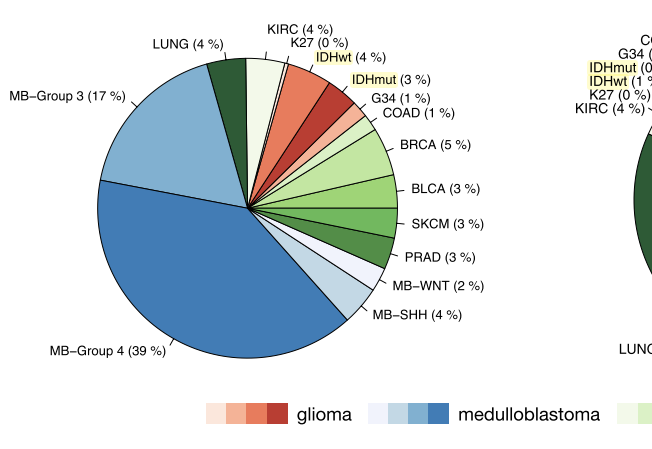 KIRC (4 %)
K27 (0 %)
LUNG (4 %)
IDHwt (4 %)
IDHmut (3 %)
G34 (1 %)
COAD (1 %)
MB−Group 3 (17 %)
BRCA (5 %)
BLCA (3 %)
SKCM (3 %)
PRAD (3 %)
MB−WNT (2 %)
MB−SHH (4 %)
MB−Group 4 (39 %)
G34 (
IDHmut (0
IDHwt (1 %
K27 (0 %)
KIRC (4 %)
LUNG
glioma
medulloblastoma